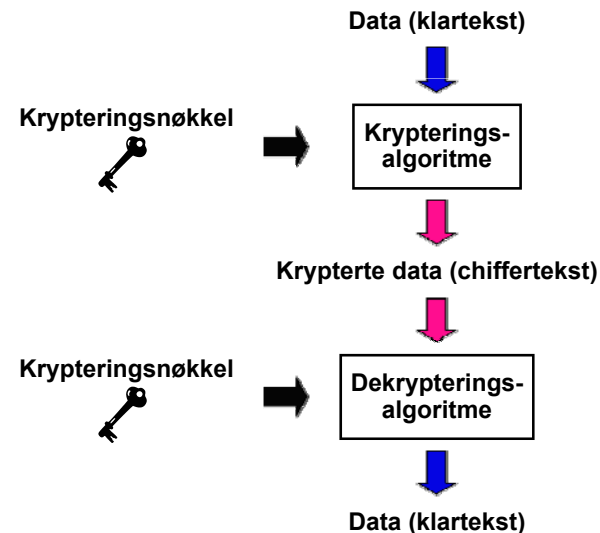 Data (klartekst)
Krypteringsnøkkel
Krypterings-
algoritme
Krypterte data (chiffertekst)
Krypteringsnøkkel
Dekrypterings-
algoritme
Data (klartekst)